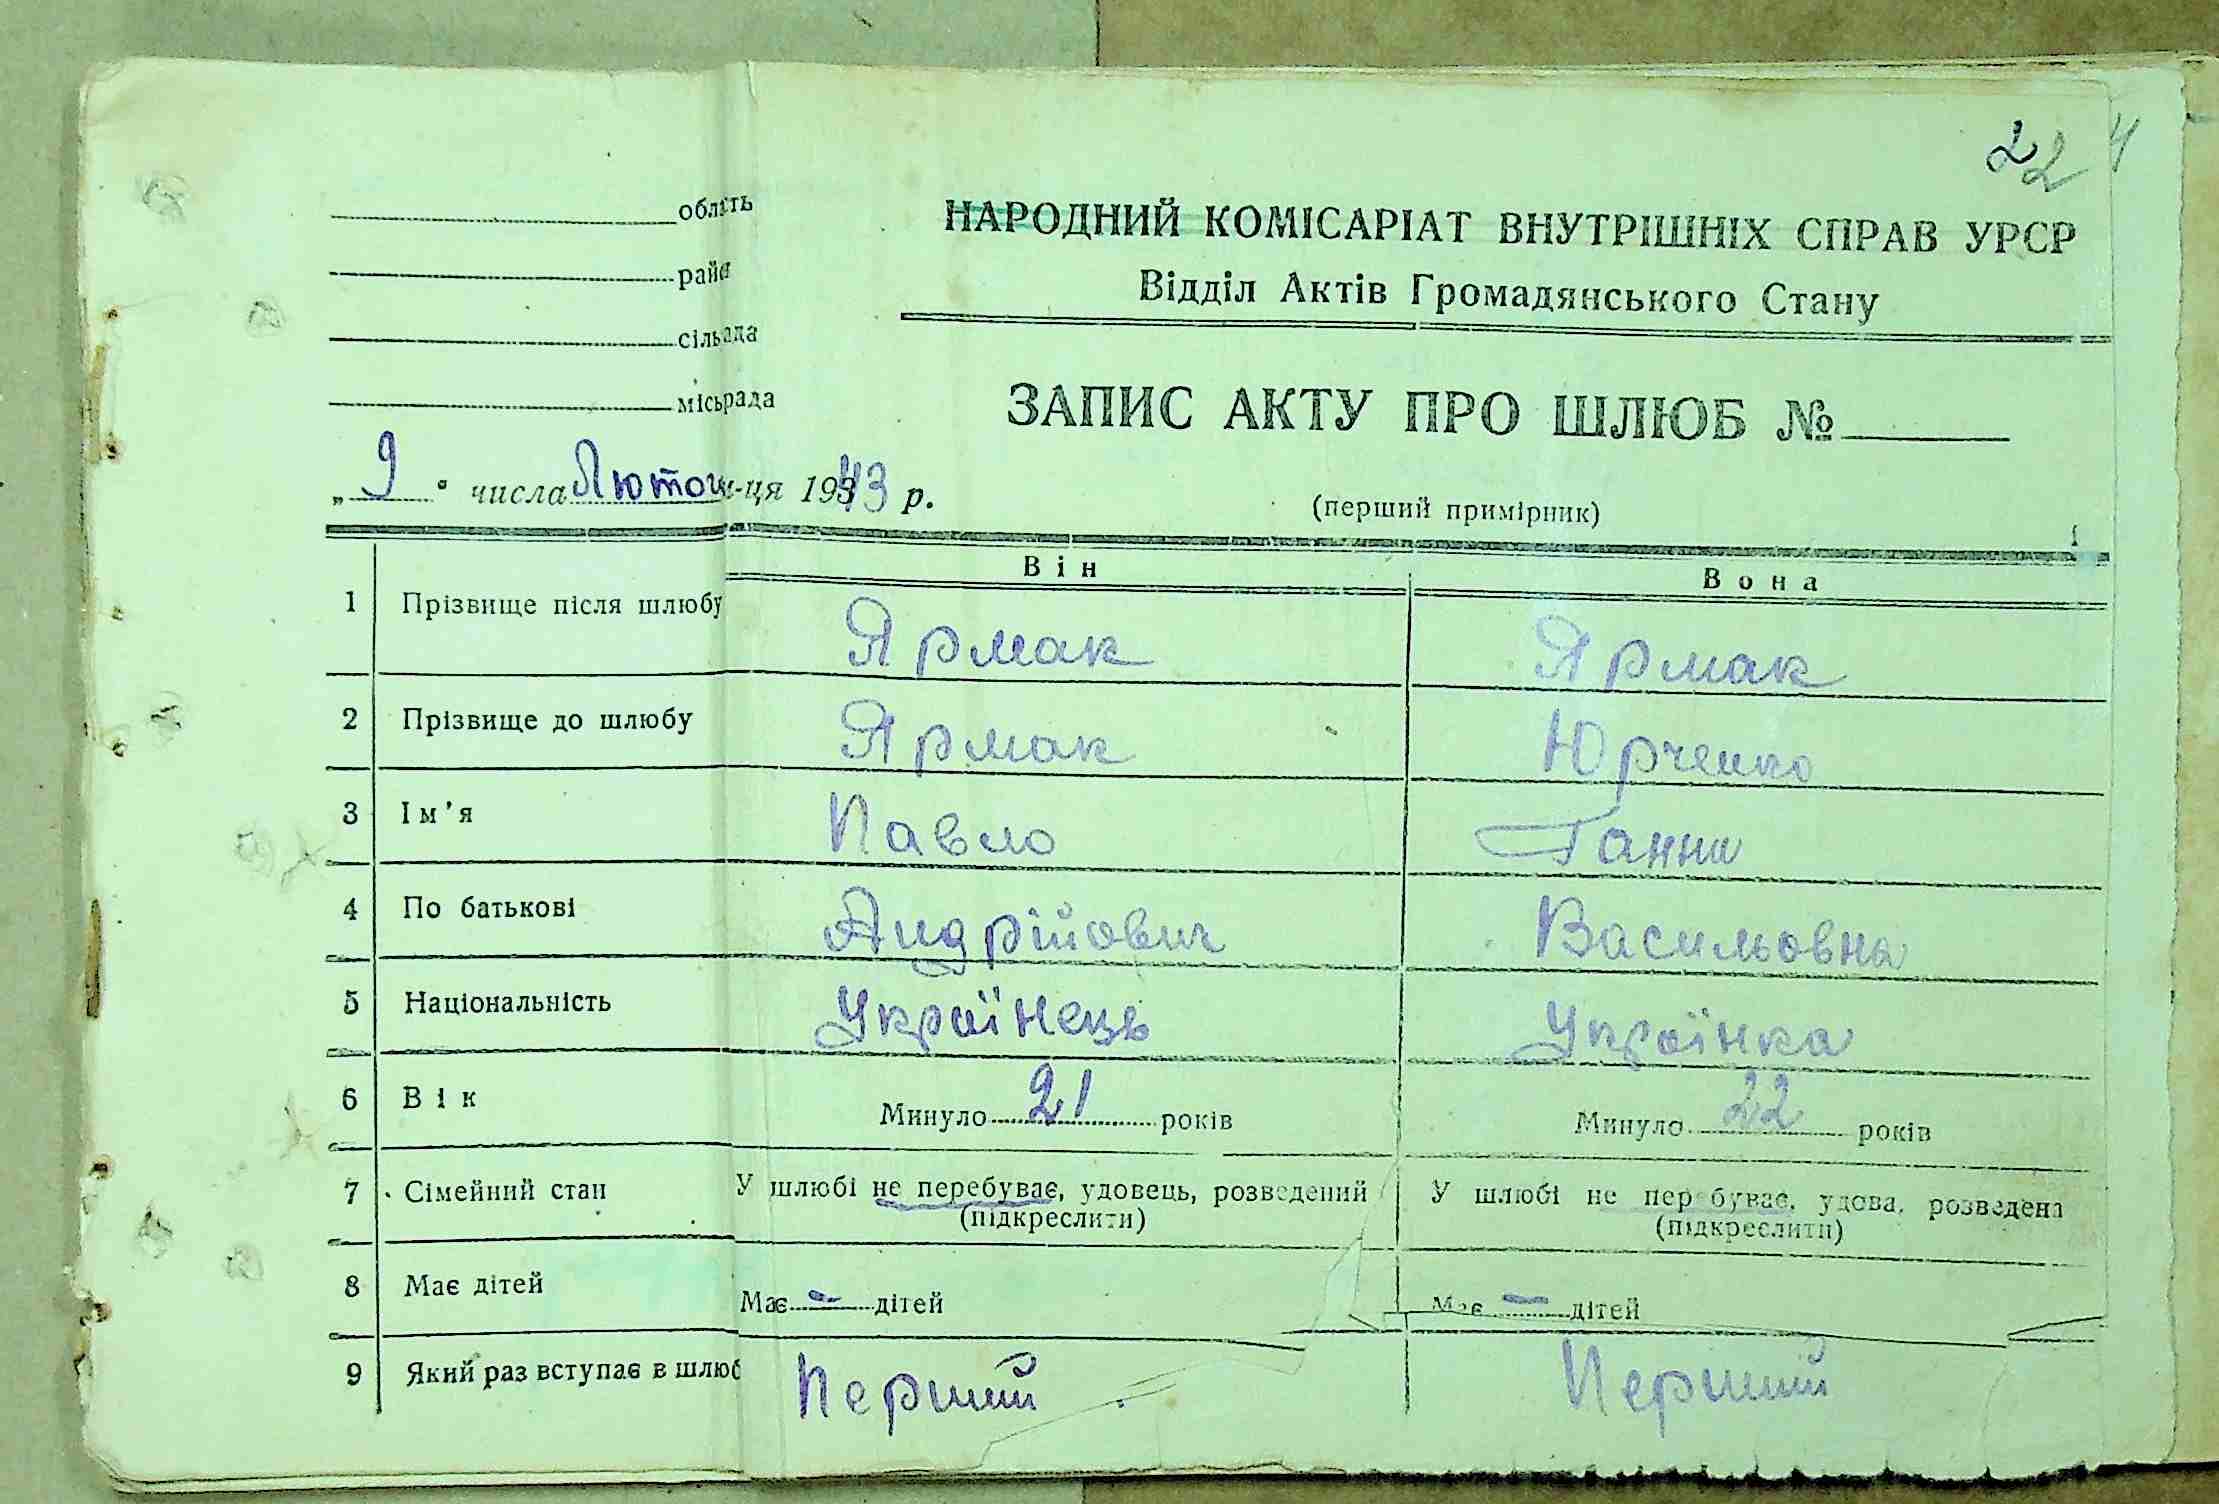 22 4
область
район
сільрада
міськрада
НАРОДНИЙ КОМІСАРІАТ ВНУТРІШНІХ СПРАВ УРСР
Відділ Актів Громадянського Стану
ЗАПИС АКТУ ПРО ШЛЮБ №
„ 9 " числа Лютого м-ця 1943 р.
(перший примірник)
Він Вона
1 Прізвище після шлюбу Ярмак Ярмак
2 Прізвище до шлюбу Ярмак Юрченко
3 Ім'я Павло Ганна
4 По батькові Андрійович Васильовна
5 Національність Українець Українка
6 Вік Минуло 21 років Минуло 22 років
7 Сімейний стан У шлюбі не перебуває, удовець, розведений У шлюбі не перебуває, удова, розведена
(підкреслити) (підкреслити)
8 Має дітей Має - дітей Має - дітей
9 Який раз вступає в шлюб Перший Перший